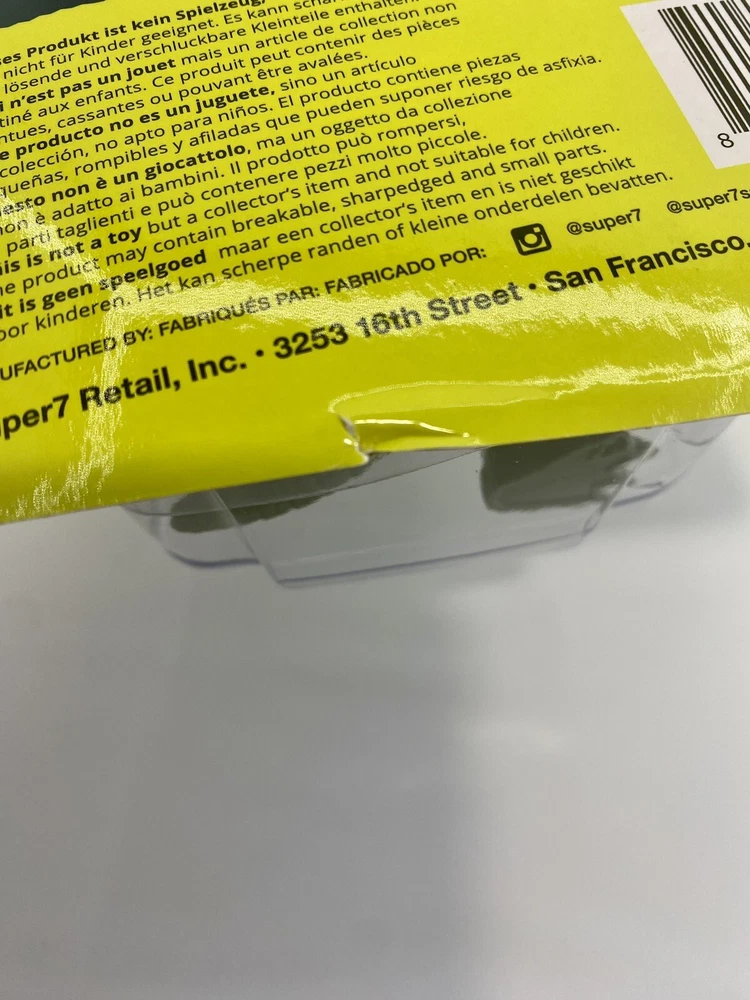 es Produkt ist kein Spielzeug,
nicht für Kinder geeignet. Es kann
lösende und verschluckbare Kleinteile enthalten.
i n'est pas un jouet mais un article de collection non
tiné aux enfants. Ce produit peut contenir des pièces
ntues, cassantes ou pouvant être avalées.
e producto no es un juguete, sino un artículo
colección, no apto para niños. El producto contiene piezas
queñas, rompibles y afiladas que pueden suponer riesgo de asfixia.
esto non è un giocattolo, ma un oggetto da collezione
non è adatto ai bambini. Il prodotto può rompersi,
parti taglienti e può contenere pezzi molto piccole.
is is not a toy but a collector's item and not suitable for children.
he product may contain breakable, sharpedged and small parts.
it is geen speelgoed maar een collector's item en is niet geschikt
oor kinderen. Het kan scherpe randen of kleine onderdelen bevatten.
@super7 @super7s
UFACTURED BY: FABRIQUÉS PAR: FABRICADO POR:
per7 Retail, Inc. • 3253 16th Street • San Francisco,
8